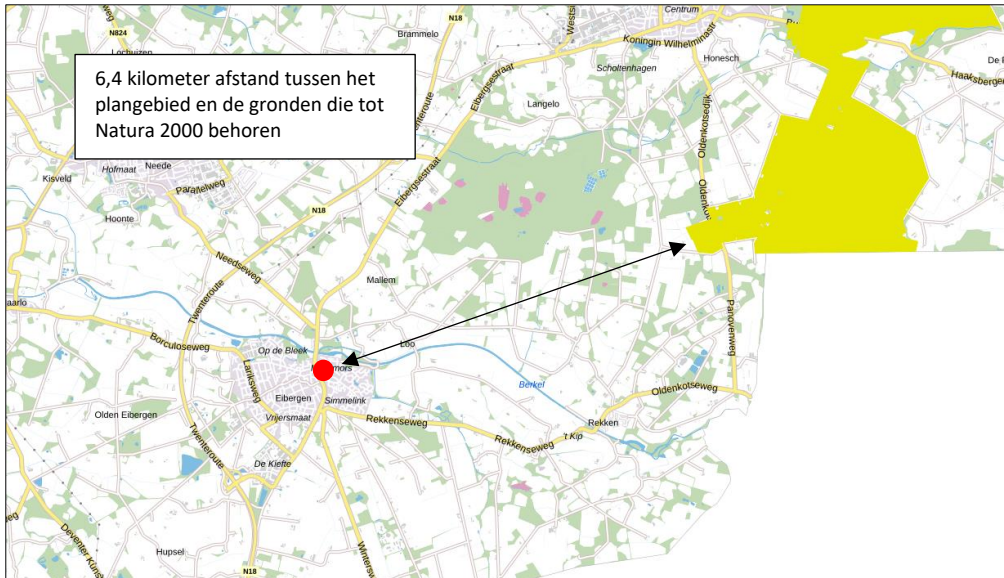 6,4 kilometer afstand tussen het
plangebied en de gronden die tot
Natura 2000 behoren
N824
Lochuizen
N18
Brammelo
Centrum
Koningin Wilhelminastr
Scholtenhagen
Honesch
Haaksbergen
Langelo
Eibergsestraat
Oldenkotsedijk
Hofmaat
Neede
Kisveld
Parallelweg
Hoonte
N18
Eibergsestraat
Needseweg
Mallem
Twenteroute
Borculoseweg
Op de Bleek
Loo
Panovenweg
Lariksweg
Eibergen
Simmelink
Berkel
Oldenkotseweg
Olden Eibergen
Vrijersmaat
Rekkenseweg
Rekken
't Kip
Rekkenseweg
Twenteroute
De Kiefte
Hupsel
N18